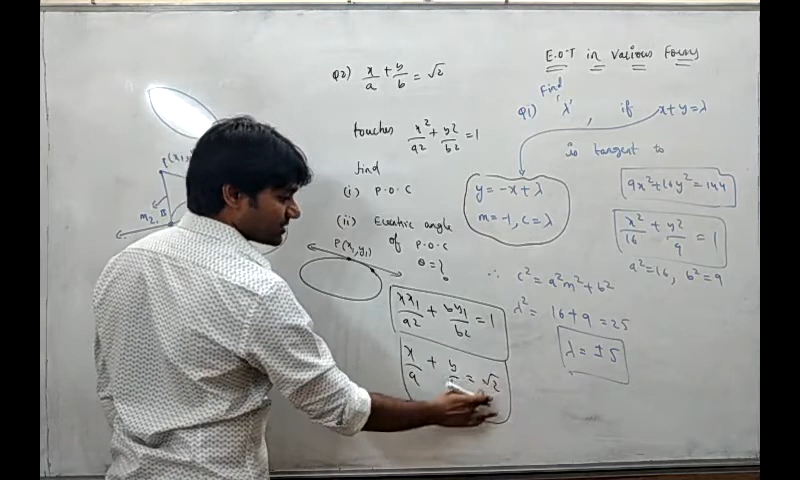 E.O.T in Various Forms
Q1) Find 'λ', if x+y=λ
is tangent to
9x²+16y²=144
x²/16 + y²/9 = 1
a²=16, b²=9
y = -x+λ
m=-1, c=λ
∴ c² = a²m²+b²
λ² = 16+9=25
λ = ±5
Q2) x/a + y/b = √2
touches x²/a² + y²/b² = 1
find
(i) P.O.C
(ii) Eccentric angle
of P.O.C
θ=?
P(x₁,y₁)
xx₁/a² + yy₁/b² = 1
x/a + y = √2
P(x₁
m₂,B